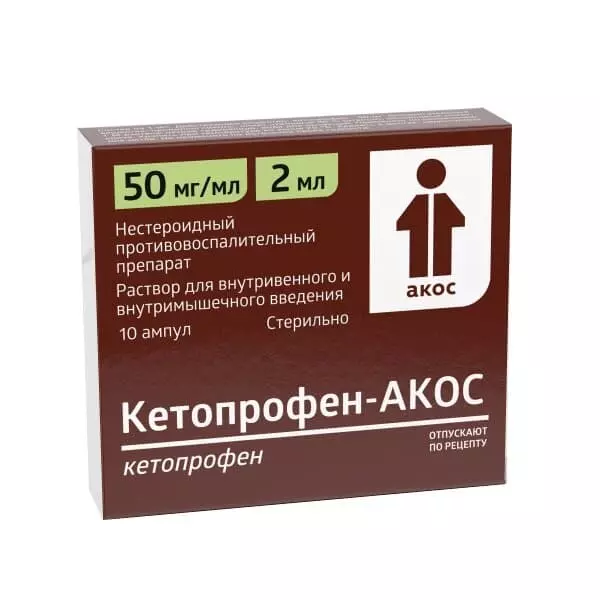 50 мг/мл 2 мл
Нестероидный
противовоспалительный
препарат
Раствор для внутривенного и
внутримышечного введения
10 ампул Стерильно
акос
Кетопрофен-АКОС
кетопрофен
ОТПУСКАЮТ
ПО РЕЦЕПТУ